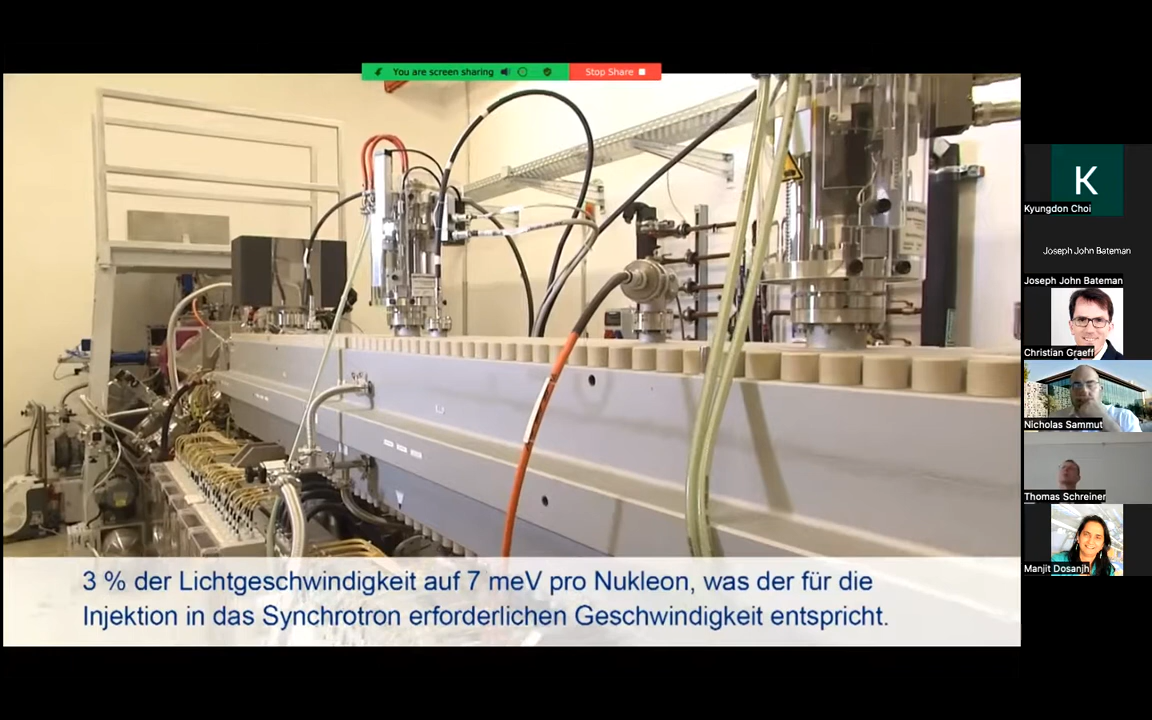 You are screen sharing
Stop Share
K
Kyungdon Choi
Joseph John Bateman
Joseph John Bateman
Christian Graeff
Nicholas Sammut
Thomas Schreiner
Manjit Dosanjh
3 % der Lichtgeschwindigkeit auf 7 meV pro Nukleon, was der für die
Injektion in das Synchrotron erforderlichen Geschwindigkeit entspricht.